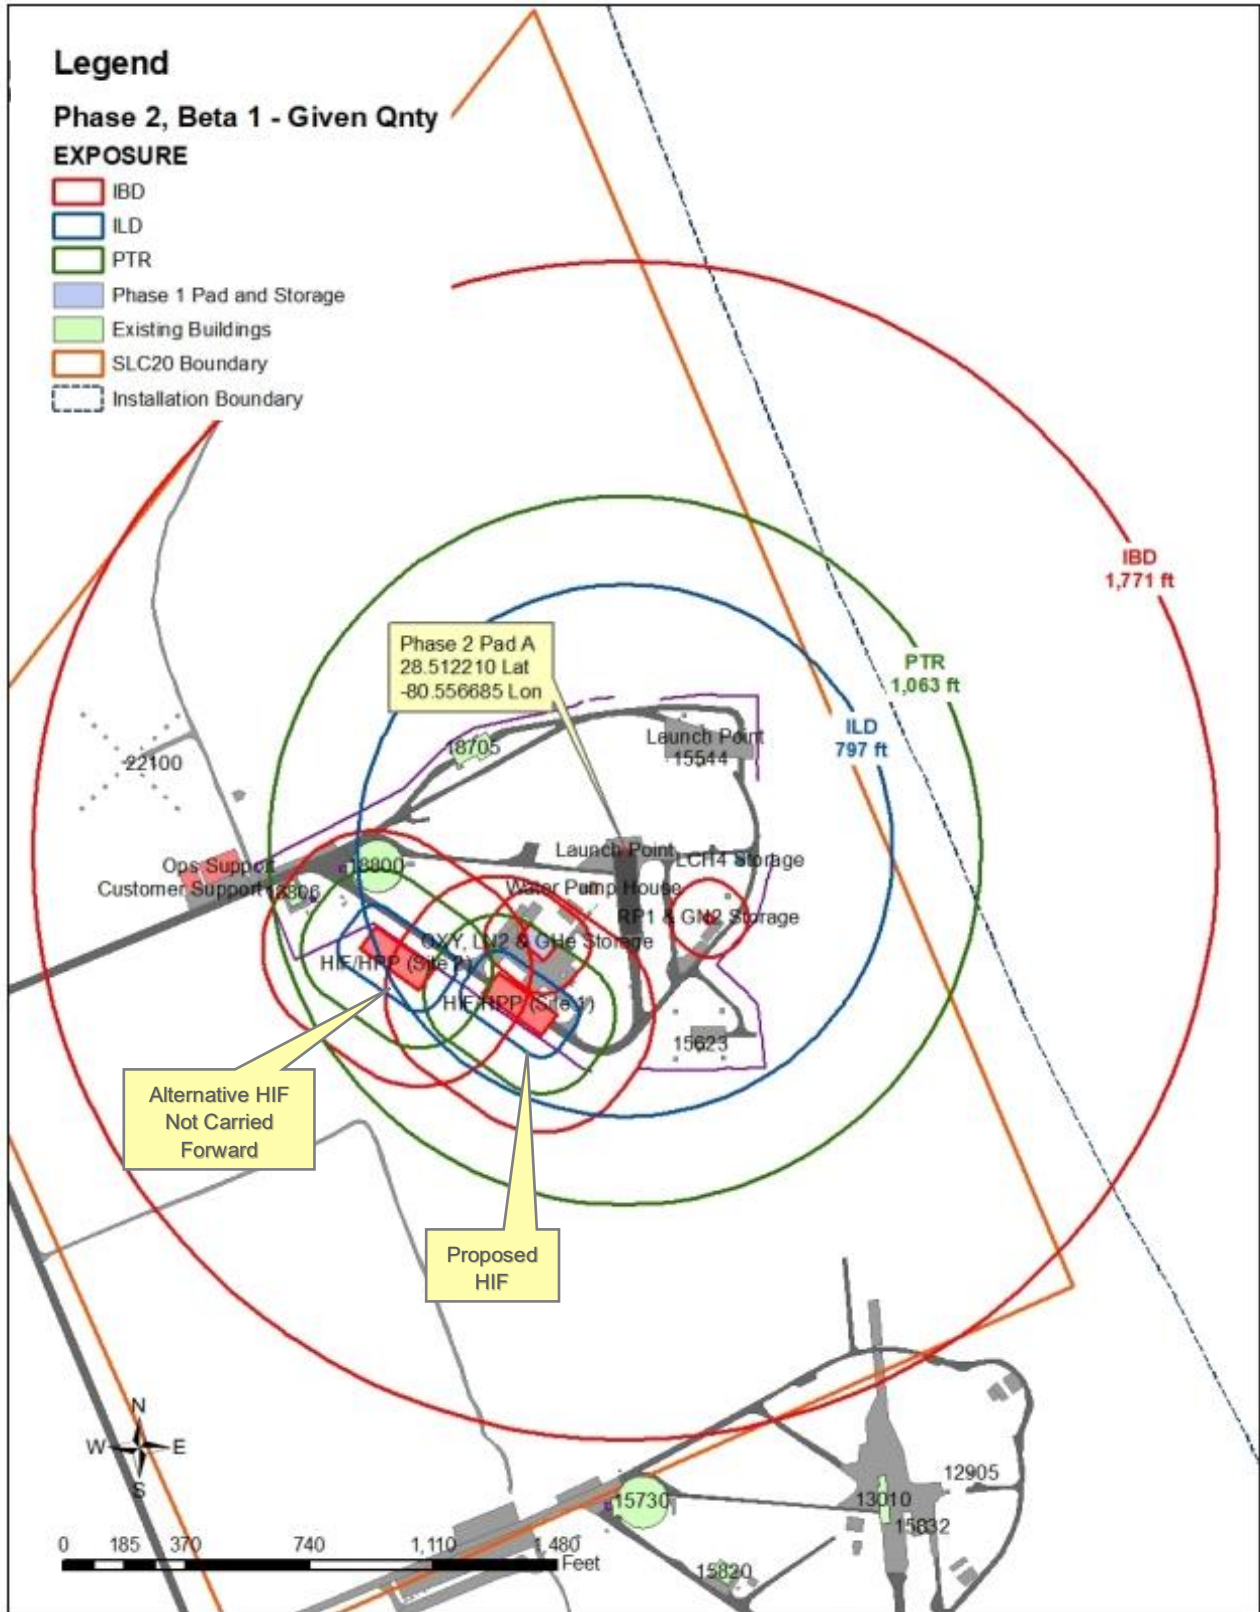 Legend
Phase 2, Beta 1 - Given Qnty
EXPOSURE
IBD
ILD
PTR
Phase 1 Pad and Storage
Existing Buildings
SLC20 Boundary
Installation Boundary
IBD
1,771 ft
PTR
1,063 ft
ILD
797 ft
Phase 2 Pad A
28.512210 Lat
-80.556685 Lon
18705
Launch Point
15544
22100
Launch Point
LCH4 Storage
Ops Support
18800
Customer Support
18806
Water Pump House
RP1 & GN2 Storage
OXY, LN2 & GHe Storage
HIF/HPP (Site 2)
HIF/HPP (Site 1)
15623
Alternative HIF
Not Carried
Forward
Proposed
HIF
N
W
E
S
12905
15730
13010
15832
15820
0 185 370 740 1,110 1,480
Feet